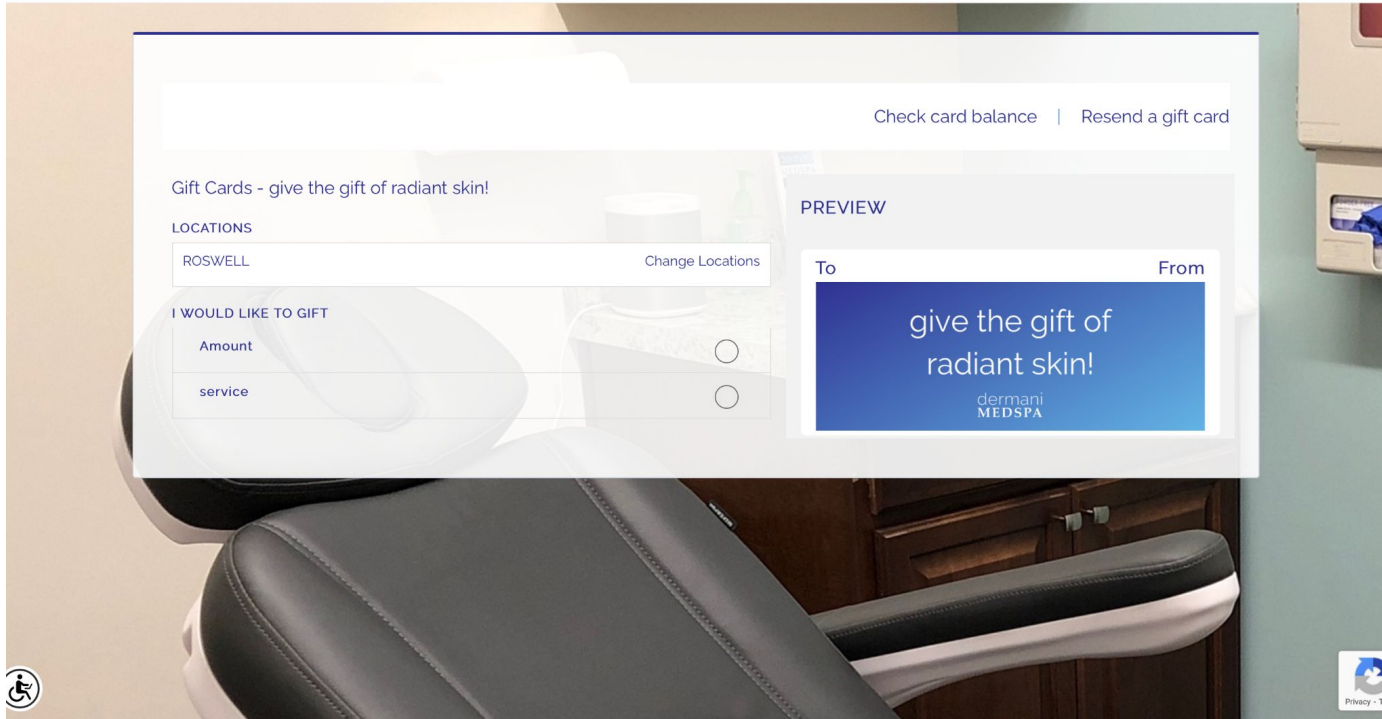 Check card balance | Resend a gift card
Gift Cards - give the gift of radiant skin!
LOCATIONS
ROSWELL Change Locations
I WOULD LIKE TO GIFT
Amount
service
PREVIEW
To From
give the gift of
radiant skin!
dermani
MEDSPA
Privacy -